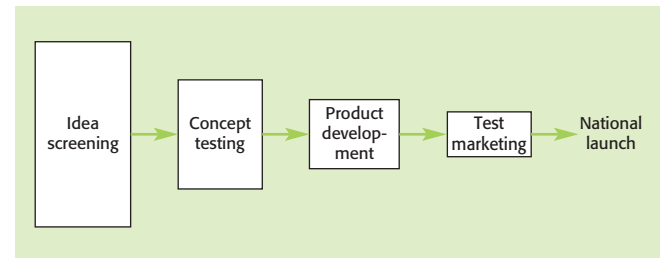 Idea
screening
Concept
testing
Product
develop-
ment
Test
marketing
National
launch